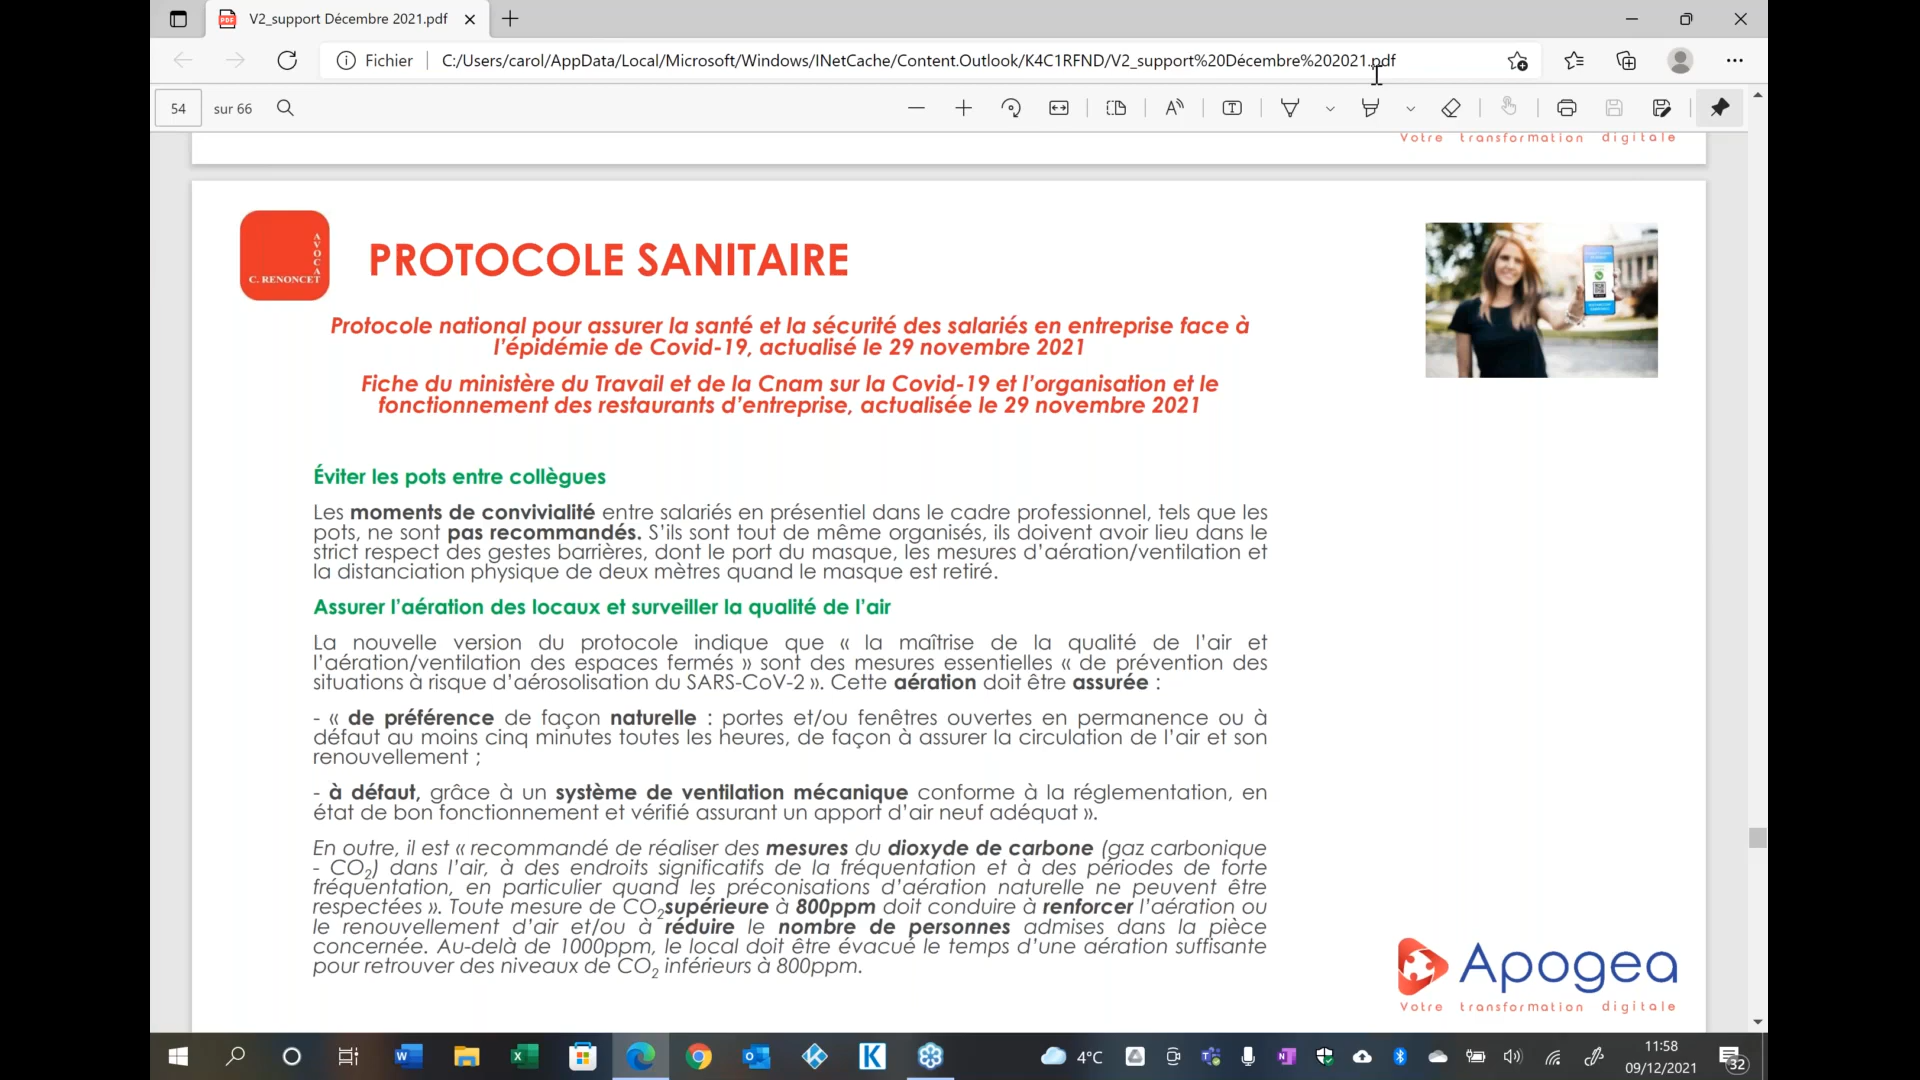 V2_support Décembre 2021.pdf
Fichier
C:/Users/carol/AppData/Local/Microsoft/Windows/INetCache/Content.Outlook/K4C1RFND/V2_support%20Décembre%202021.pdf
54 sur 66
Votre transformation digitale
AVOCAT
C. RENONCET
PROTOCOLE SANITAIRE
Protocole national pour assurer la santé et la sécurité des salariés en entreprise face à
l’épidémie de Covid-19, actualisé le 29 novembre 2021
Fiche du ministère du Travail et de la Cnam sur la Covid-19 et l’organisation et le
fonctionnement des restaurants d’entreprise, actualisée le 29 novembre 2021
Éviter les pots entre collègues
Les moments de convivialité entre salariés en présentiel dans le cadre professionnel, tels que les
pots, ne sont pas recommandés. S’ils sont tout de même organisés, ils doivent avoir lieu dans le
strict respect des gestes barrières, dont le port du masque, les mesures d’aération/ventilation et
la distanciation physique de deux mètres quand le masque est retiré.
Assurer l’aération des locaux et surveiller la qualité de l’air
La nouvelle version du protocole indique que « la maîtrise de la qualité de l’air et
l’aération/ventilation des espaces fermés » sont des mesures essentielles « de prévention des
situations à risque d’aérosolisation du SARS-CoV-2 ». Cette aération doit être assurée :
- « de préférence de façon naturelle : portes et/ou fenêtres ouvertes en permanence ou à
défaut au moins cinq minutes toutes les heures, de façon à assurer la circulation de l’air et son
renouvellement ;
- à défaut, grâce à un système de ventilation mécanique conforme à la réglementation, en
état de bon fonctionnement et vérifié assurant un apport d’air neuf adéquat ».
En outre, il est « recommandé de réaliser des mesures du dioxyde de carbone (gaz carbonique
- CO2) dans l’air, à des endroits significatifs de la fréquentation et à des périodes de forte
fréquentation, en particulier quand les préconisations d’aération naturelle ne peuvent être
respectées ». Toute mesure de CO2supérieure à 800ppm doit conduire à renforcer l’aération ou
le renouvellement d’air et/ou à réduire le nombre de personnes admises dans la pièce
concernée. Au-delà de 1000ppm, le local doit être évacué le temps d’une aération suffisante
pour retrouver des niveaux de CO2 inférieurs à 800ppm.
Apogea
Votre transformation digitale
4°C
11:58
09/12/2021
32